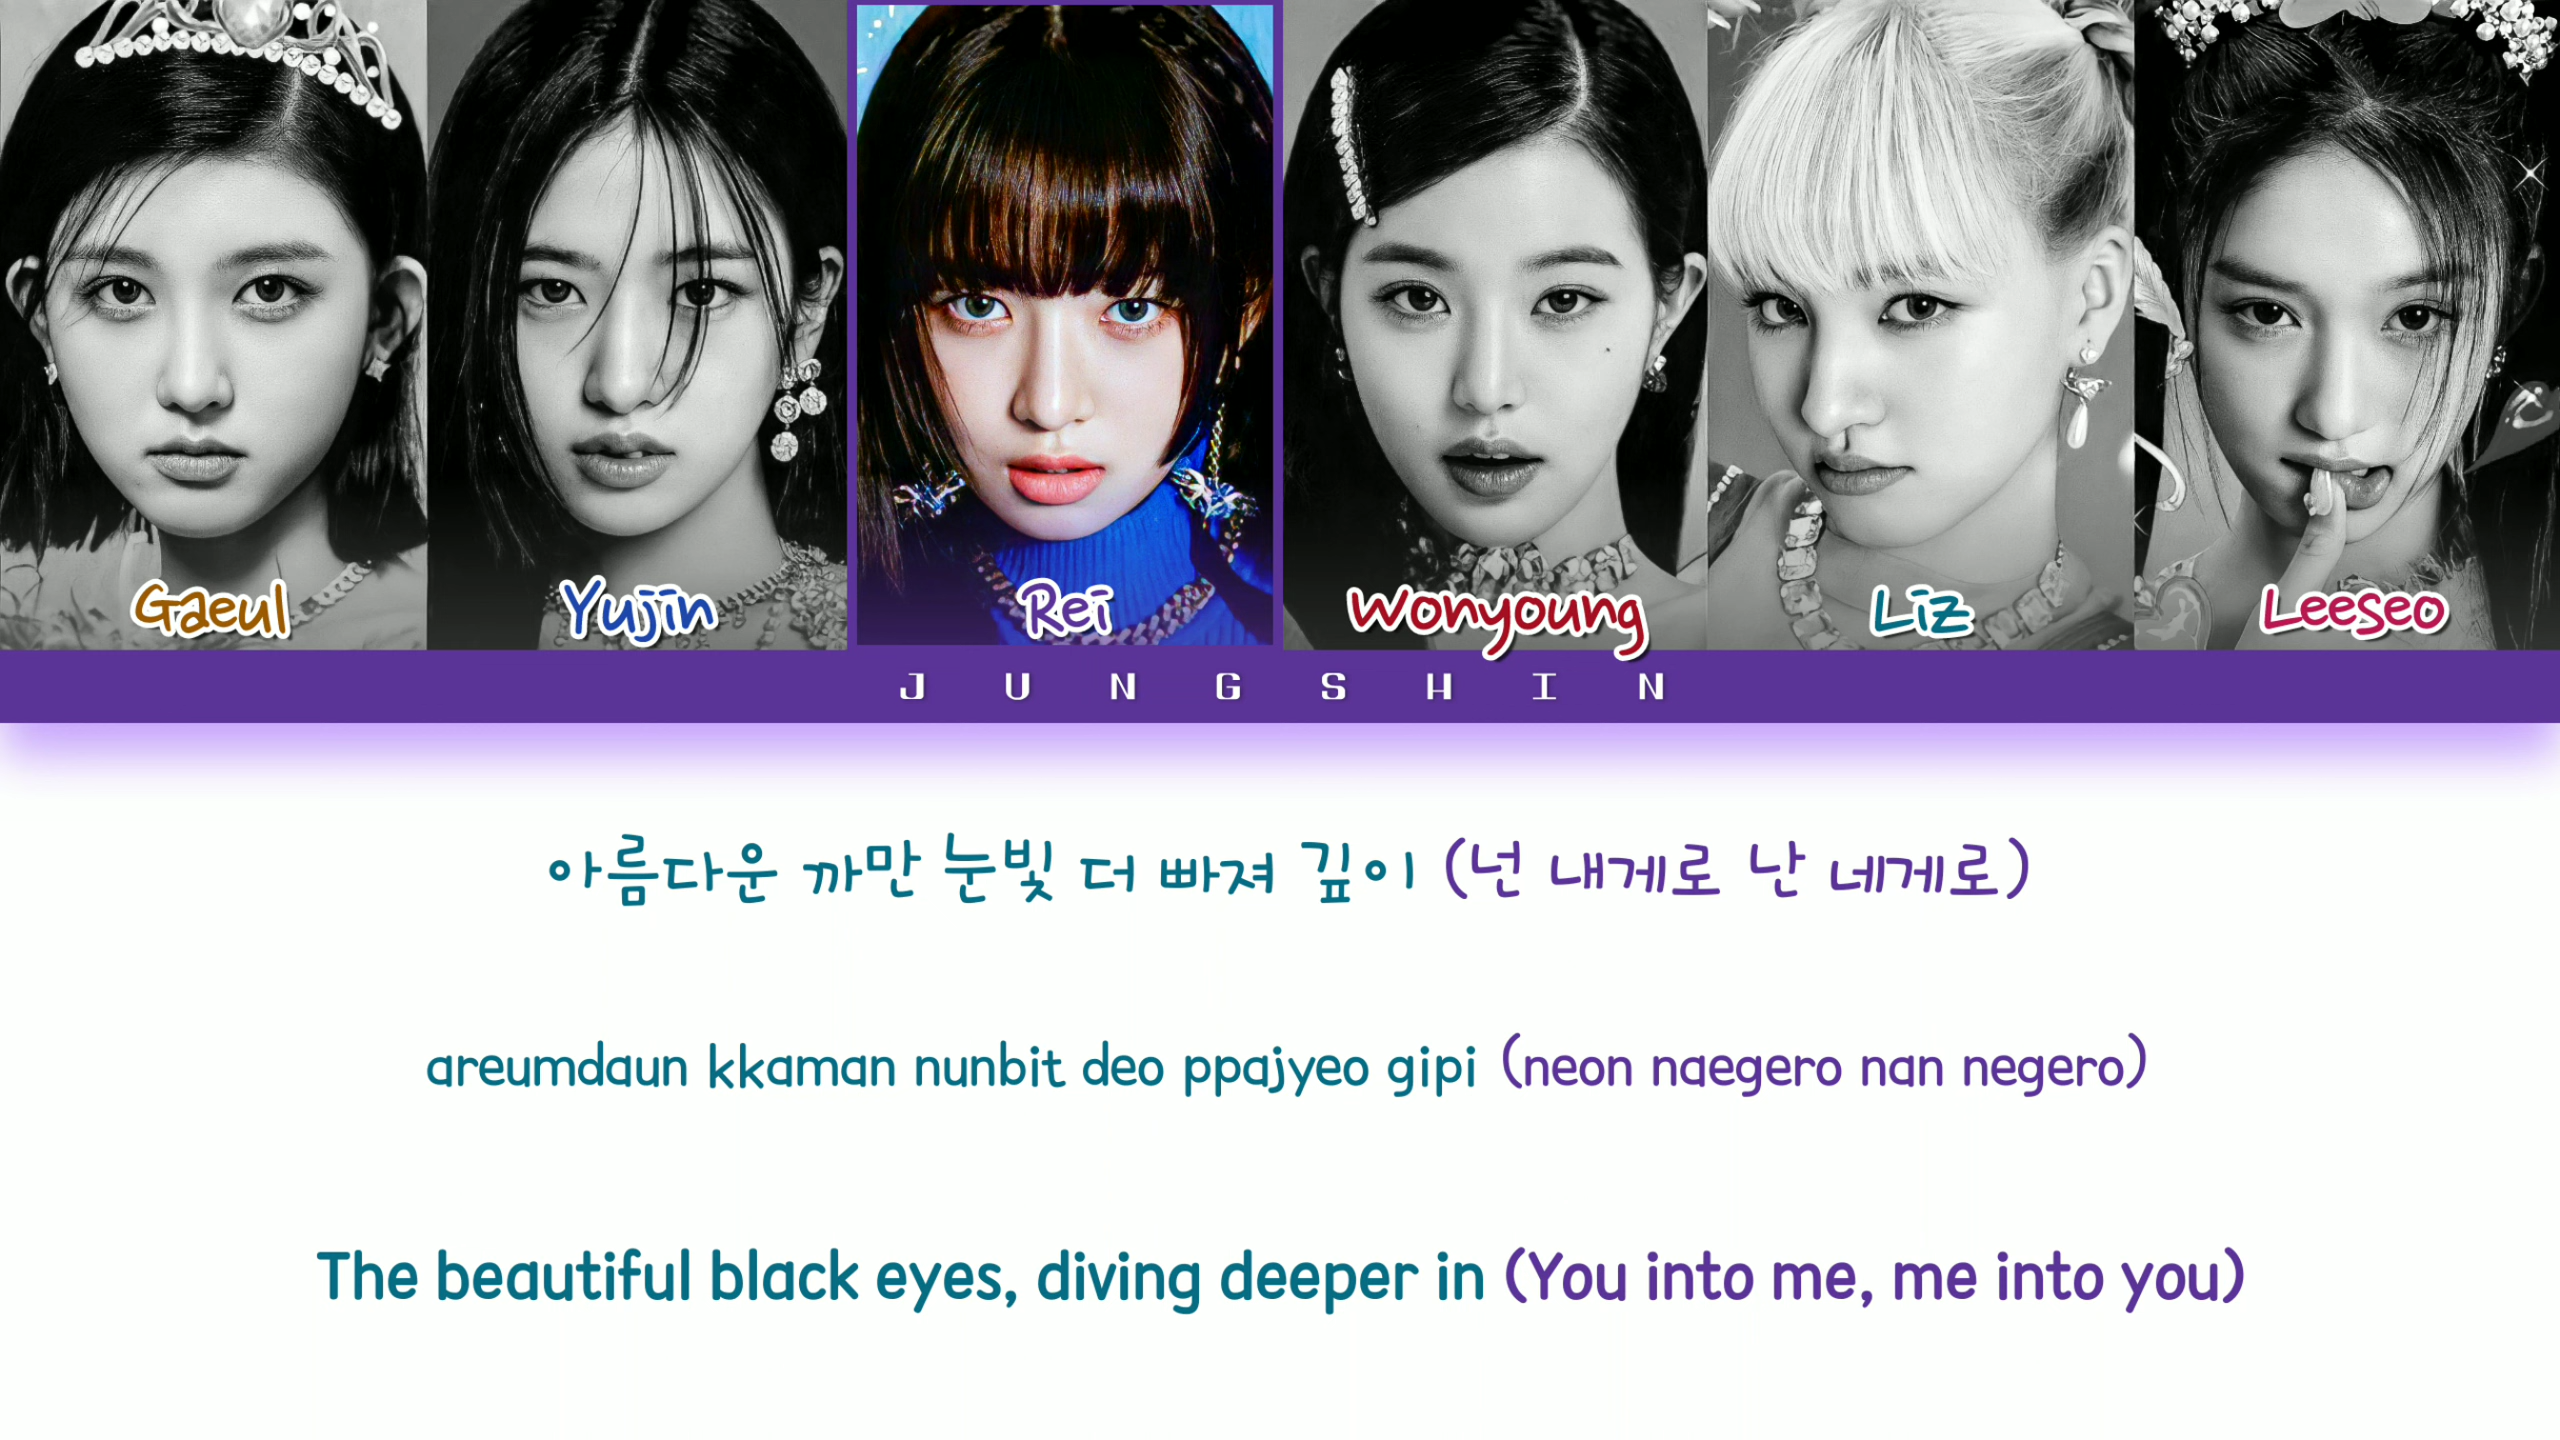 Gaeul Yujin Rei Wonyoung Liz Leeseo
JUNGSHIN
아름다운 까만 눈빛 더 빠져 깊이 (넌 내게로 난 네게로)
areumdaun kkaman nunbit deo ppajyeo gipi (neon naegero nan negero)
The beautiful black eyes, diving deeper in (You into me, me into you)